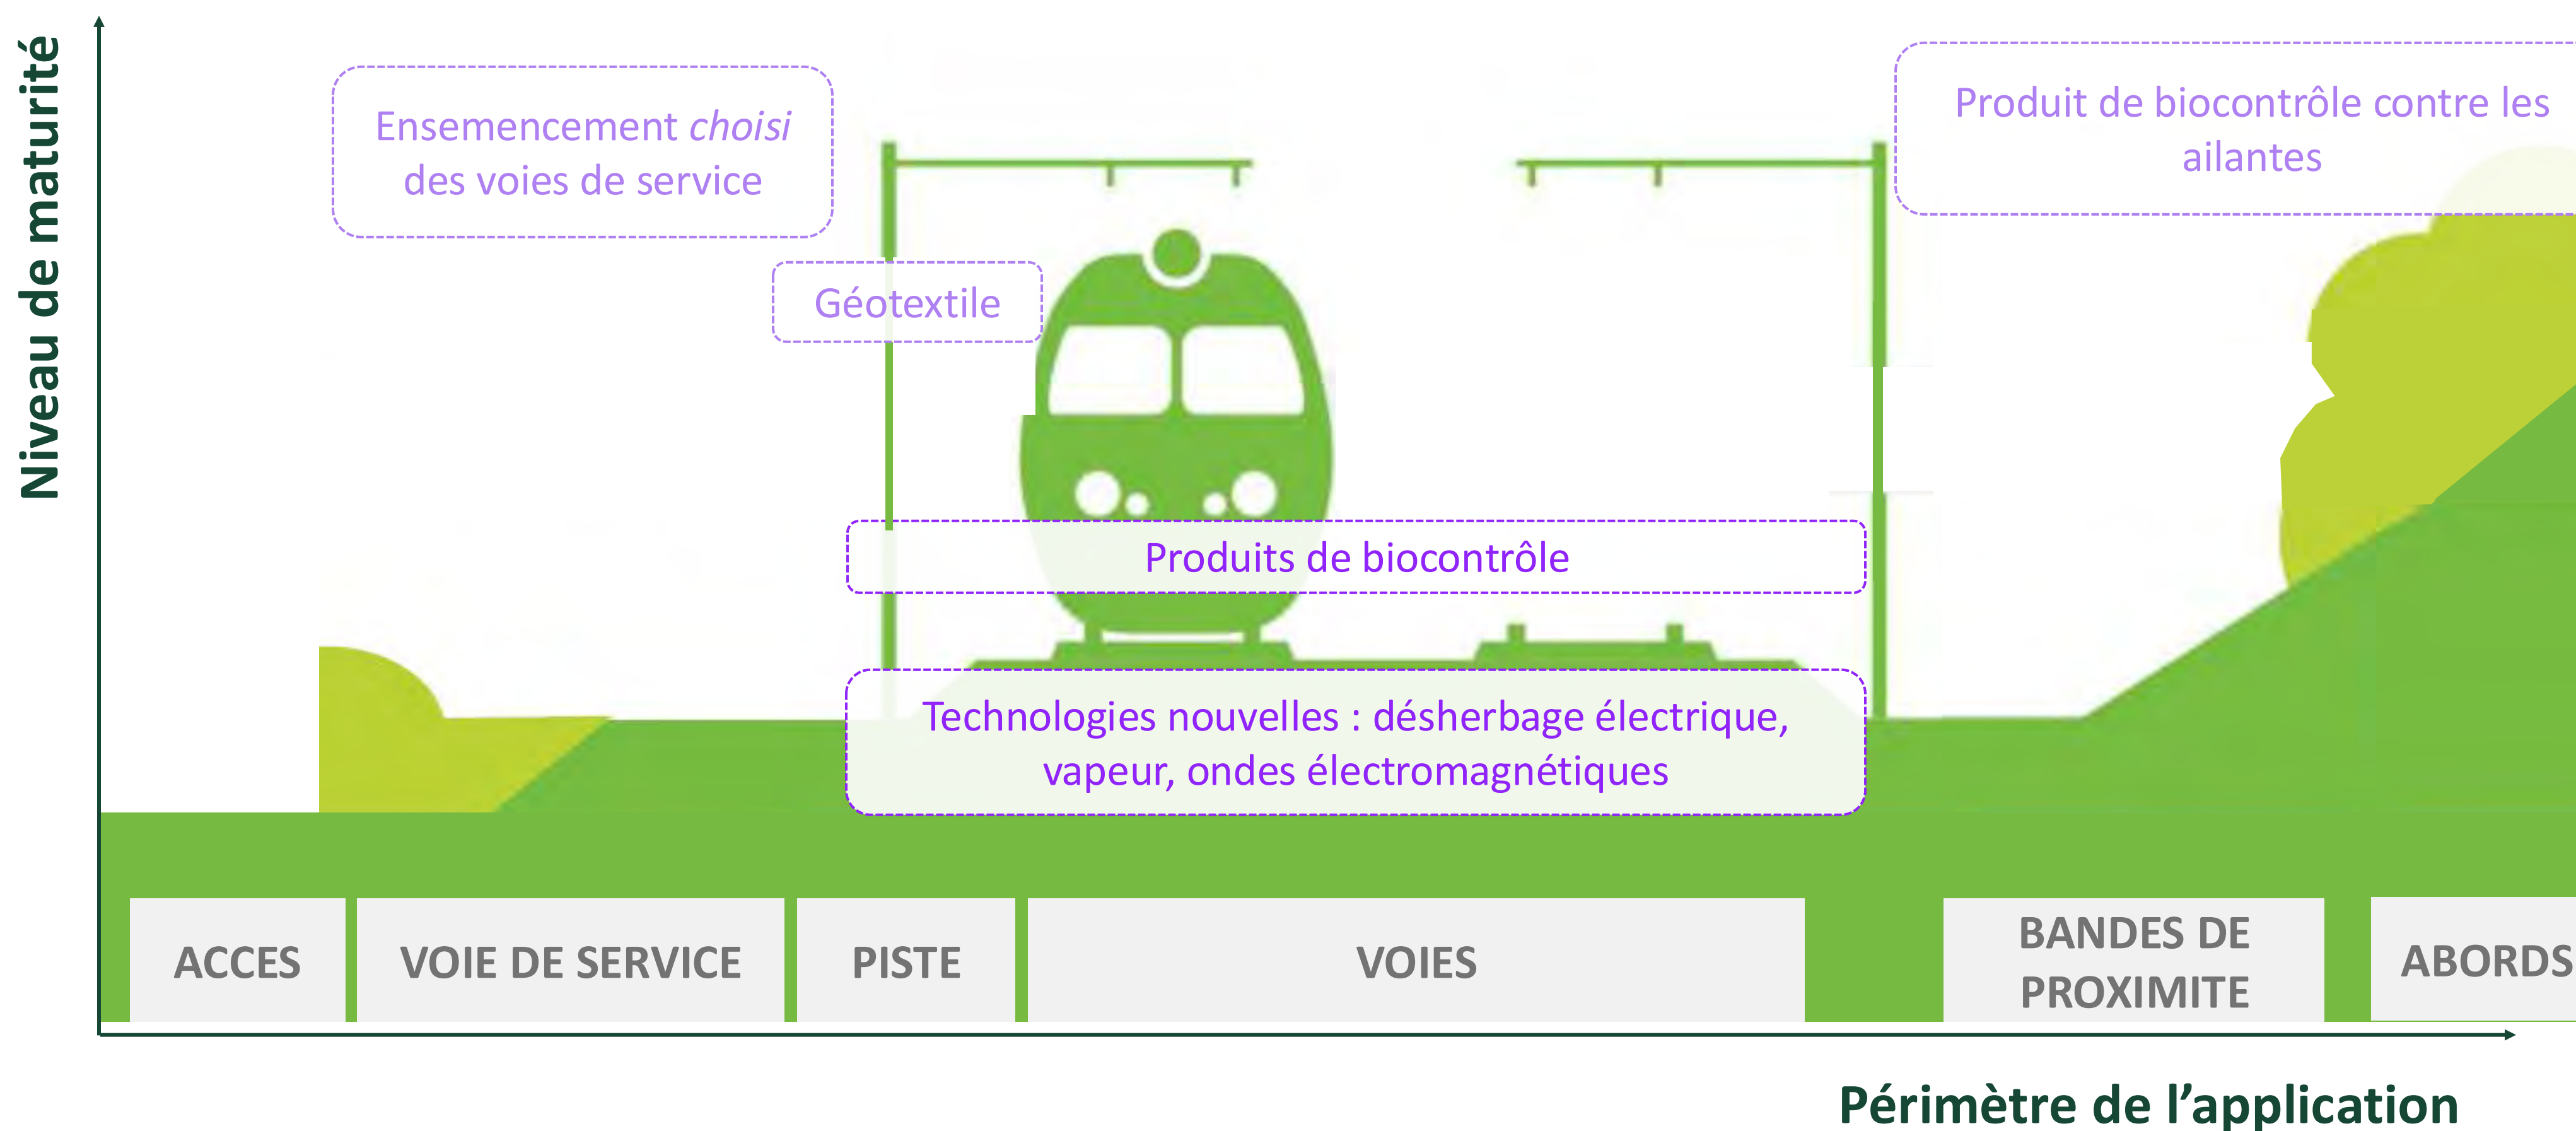 Niveau de maturité
Ensemencement choisi
des voies de service
Produit de biocontrôle contre les
ailantes
Géotextile
Produits de biocontrôle
Technologies nouvelles : désherbage électrique,
vapeur, ondes électromagnétiques
ACCES
VOIE DE SERVICE
PISTE
VOIES
BANDES DE
PROXIMITE
ABORDS
Périmètre de l’application